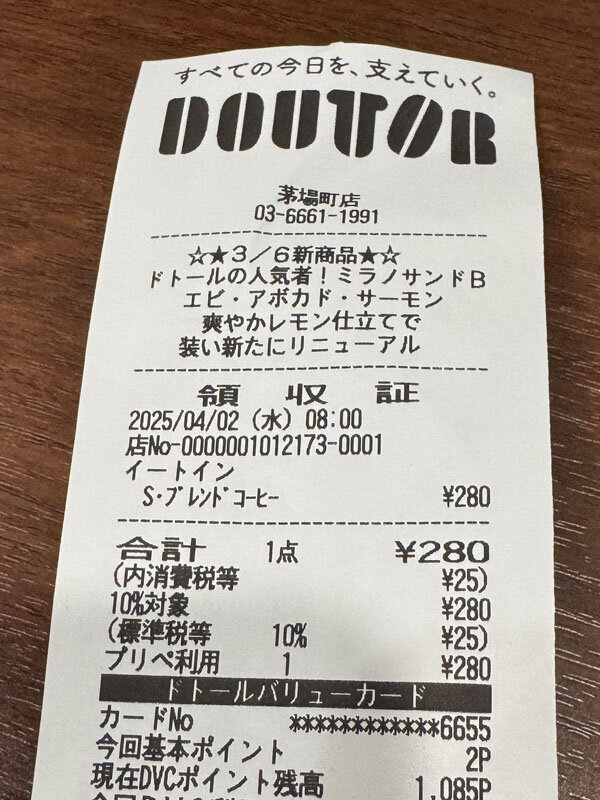 すべての今日を、支えていく。
DOUTOR
茅場町店
03-6661-1991
☆★3/6新商品★☆
ドトールの人気者！ミラノサンドB
エビ・アボカド・サーモン
爽やかレモン仕立てで
装い新たにリニューアル
領 収 証
2025/04/02 (水) 08:00
店No-0000001012173-0001
イートイン
S・ブレンドコーヒー ¥280
合計 1点 ¥280
(内消費税等 ¥25)
10%対象 ¥280
(標準税等 10% ¥25)
プリペ利用 1 ¥280
ドトールバリューカード
カードNo ************6655
今回基本ポイント 2P
現在DVCポイント残高 1,085P